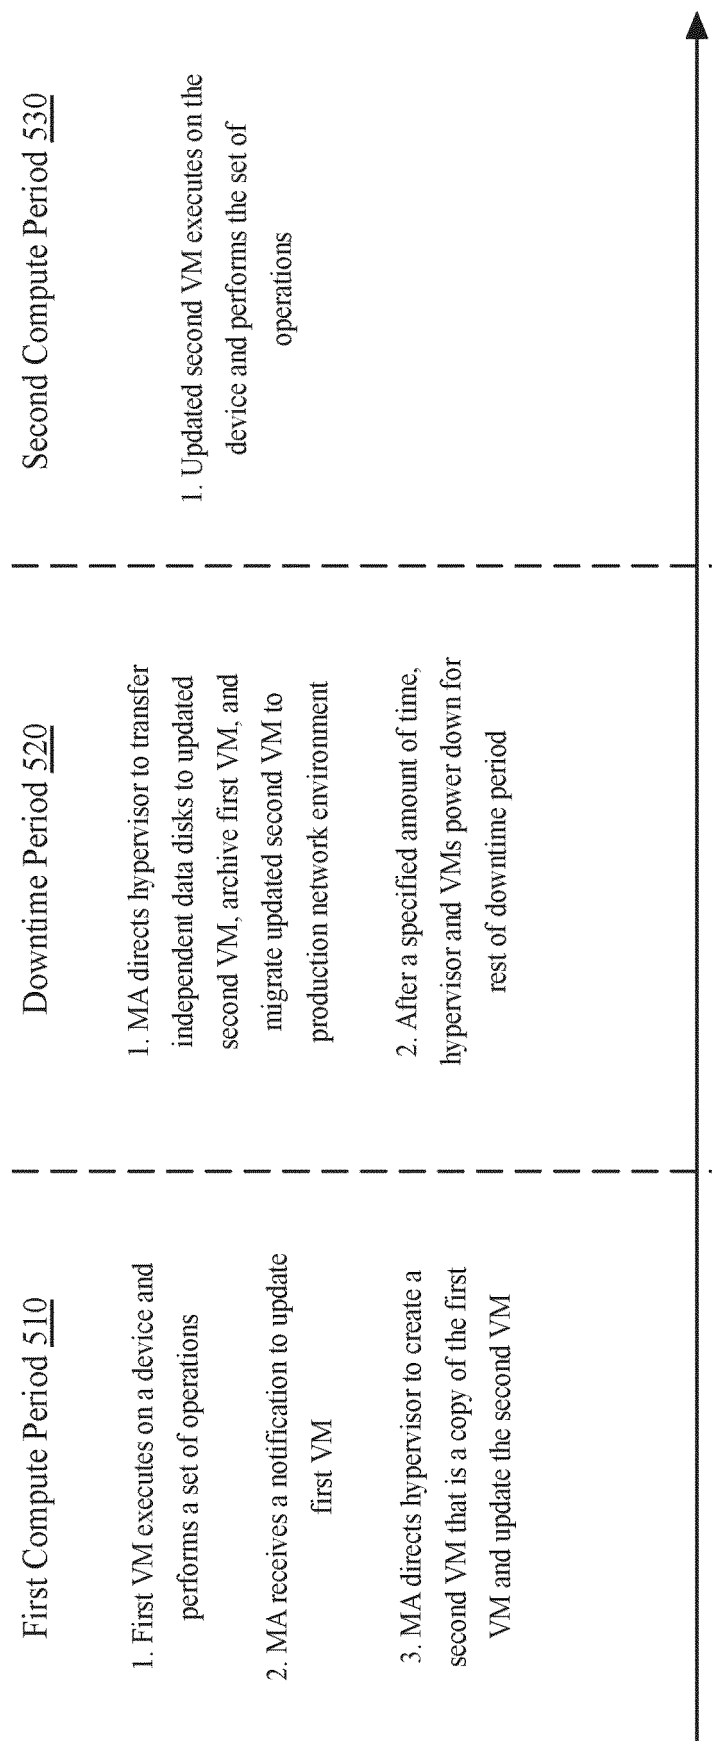 First Compute Period 510
1. First VM executes on a device and
performs a set of operations
2. MA receives a notification to update
first VM
3. MA directs hypervisor to create a
second VM that is a copy of the first
VM and update the second VM
Downtime Period 520
1. MA directs hypervisor to transfer
independent data disks to updated
second VM, archive first VM, and
migrate updated second VM to
production network environment
2. After a specified amount of time,
hypervisor and VMs power down for
rest of downtime period
Second Compute Period 530
1. Updated second VM executes on the
device and performs the set of
operations